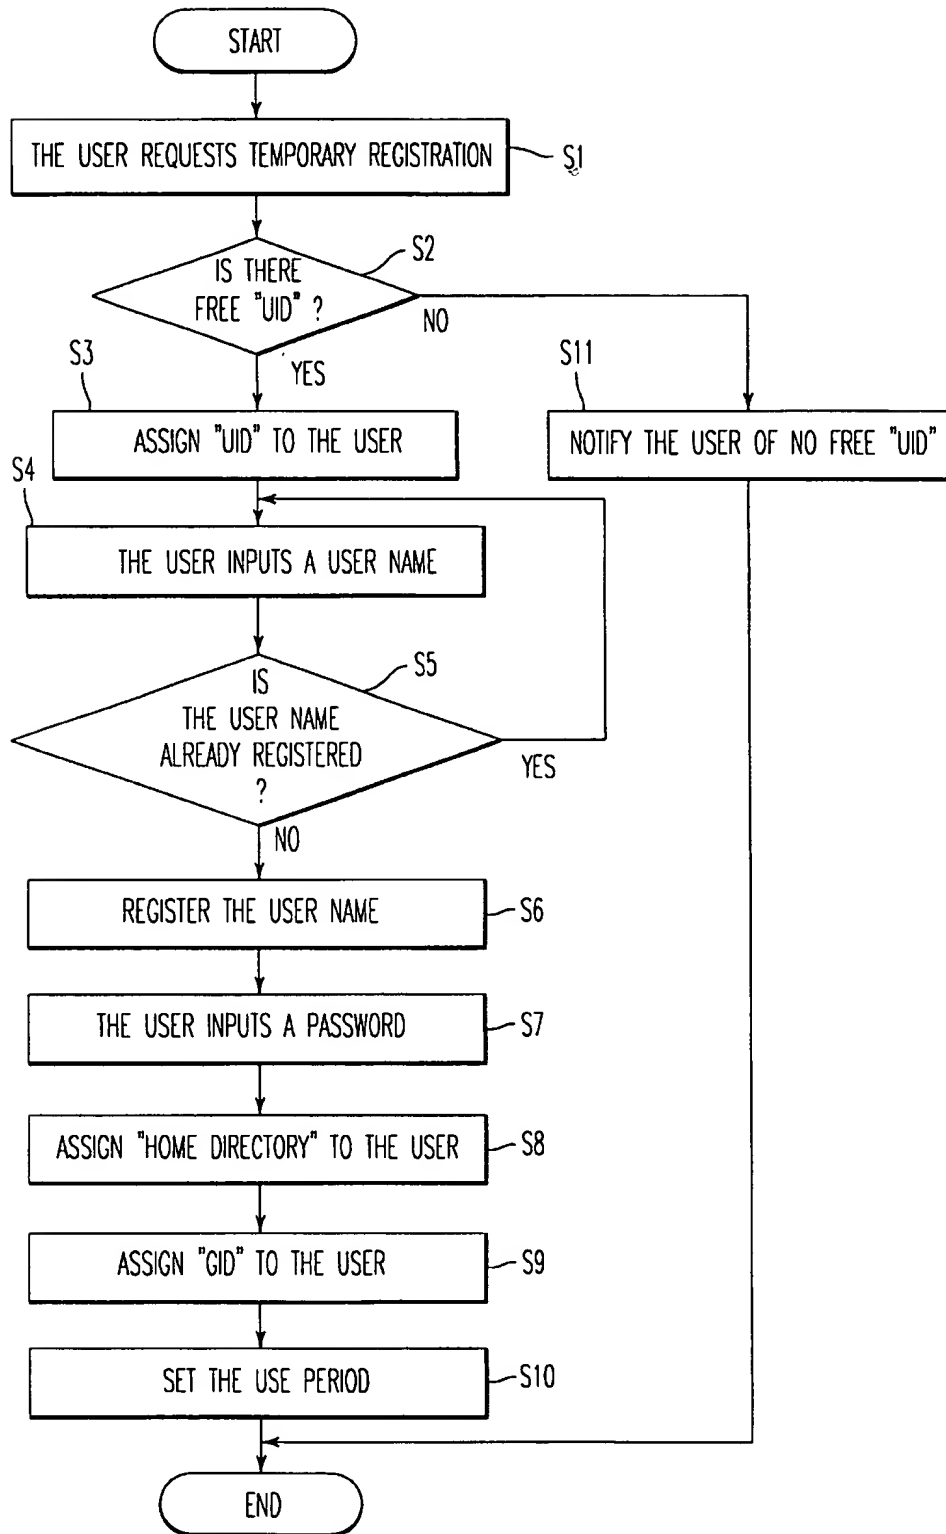 START
THE USER REQUESTS TEMPORARY REGISTRATION
S1
S2
IS THERE
FREE "UID" ?
NO
YES
S3
S11
ASSIGN "UID" TO THE USER
NOTIFY THE USER OF NO FREE "UID"
S4
THE USER INPUTS A USER NAME
S5
IS
THE USER NAME
ALREADY REGISTERED
?
YES
NO
REGISTER THE USER NAME
S6
THE USER INPUTS A PASSWORD
S7
ASSIGN "HOME DIRECTORY" TO THE USER
S8
ASSIGN "GID" TO THE USER
S9
SET THE USE PERIOD
S10
END